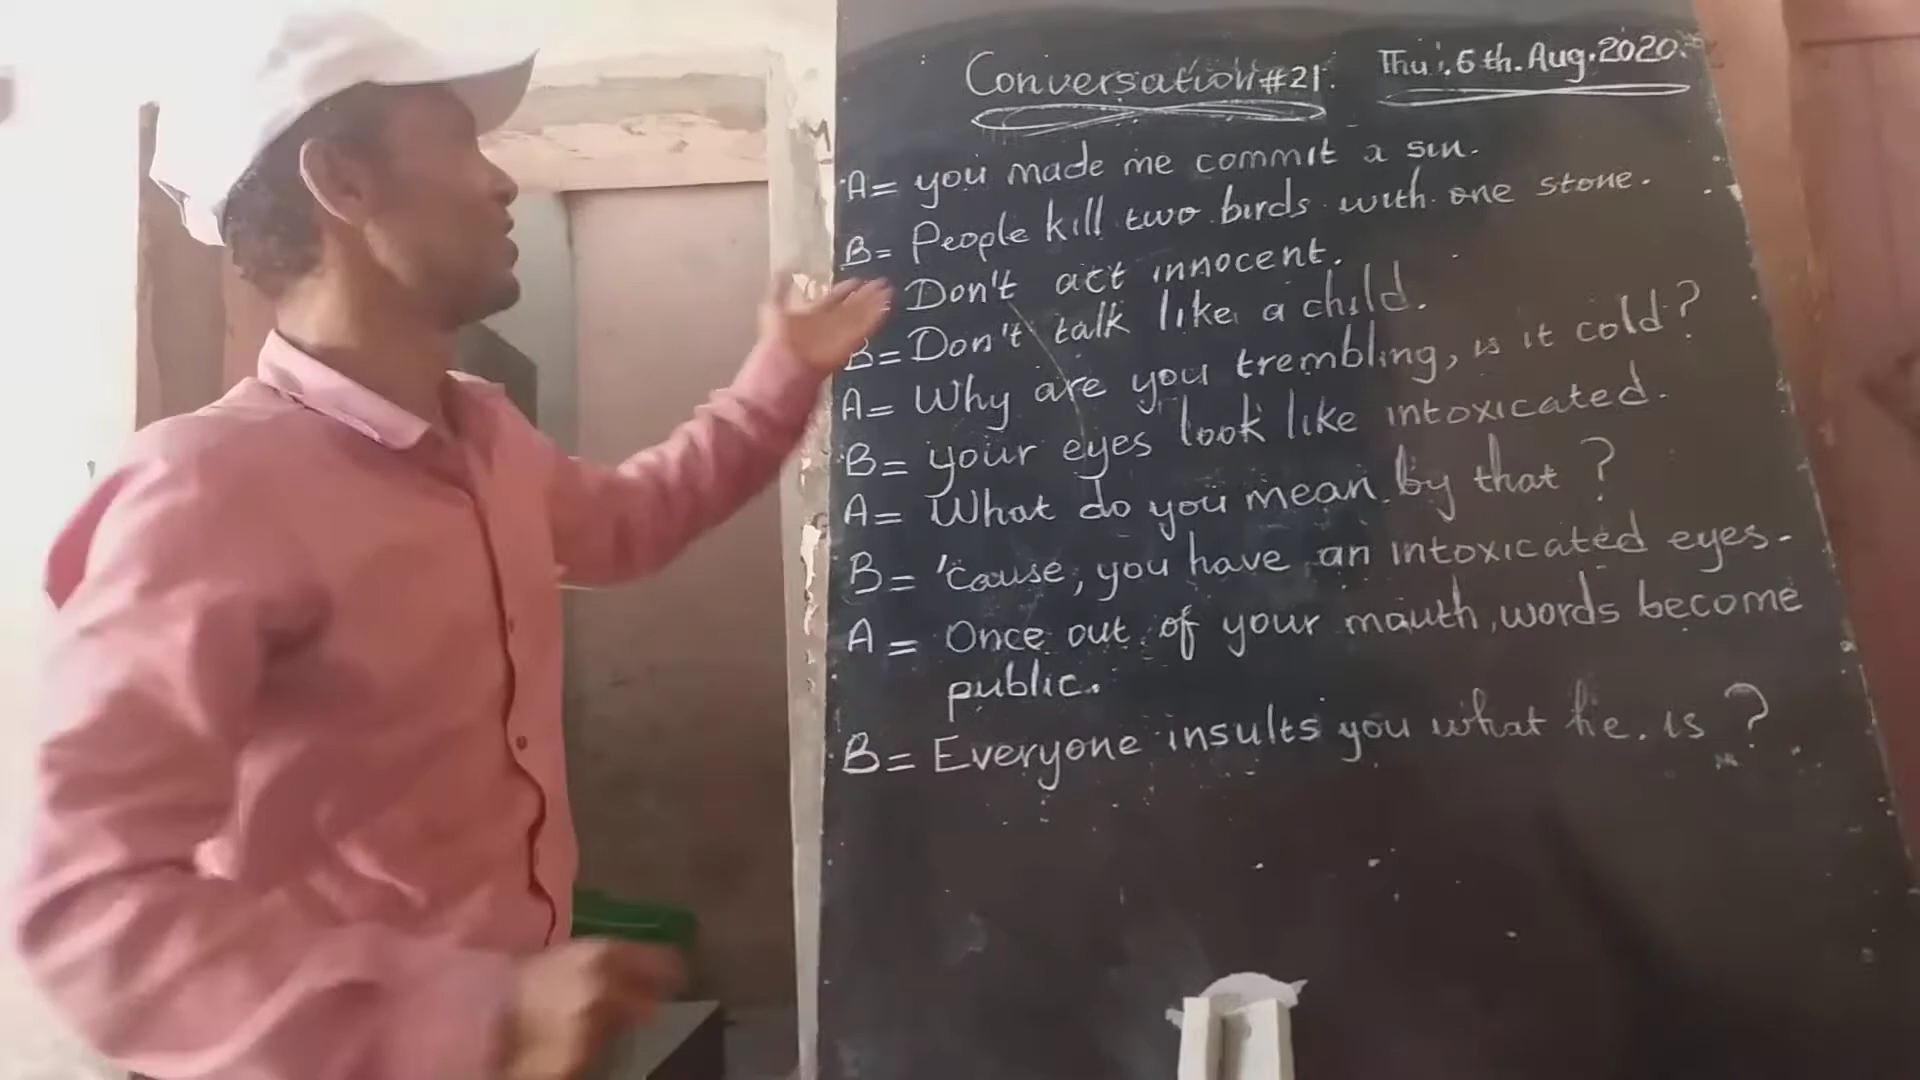 Conversation #21. Thu. 6th. Aug. 2020.
A= you made me commit a sin.
B= People kill two birds with one stone.
= Don't act innocent.
B= Don't talk like a child.
A= Why are you trembling, is it cold?
B= your eyes look like intoxicated.
A= What do you mean by that?
B= 'cause, you have an intoxicated eyes.
A= Once out of your mouth, words become
public.
B= Everyone insults you what he is?